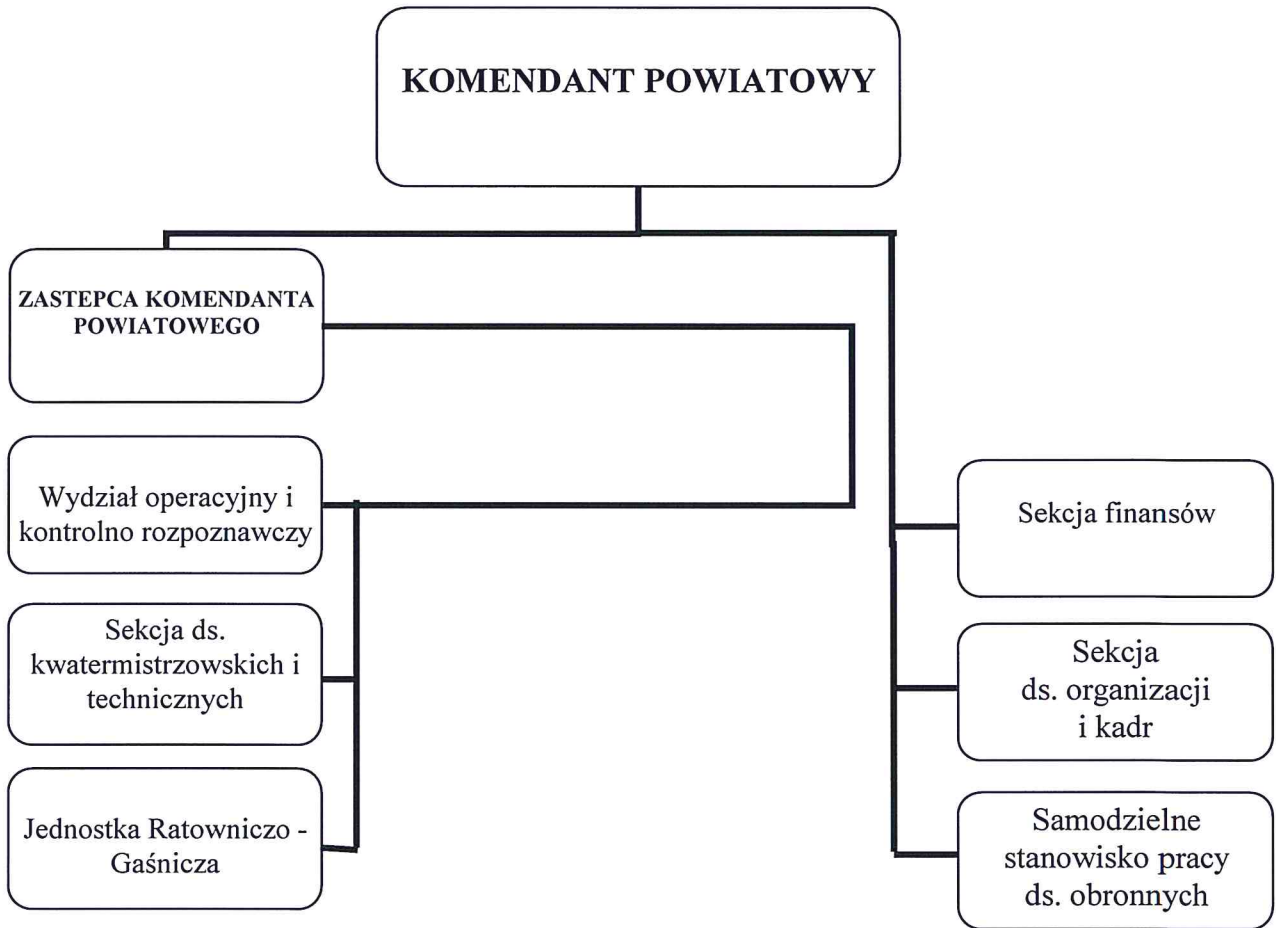 KOMENDANT POWIATOWY
ZASTEPCA KOMENDANTA
POWIATOWEGO
Wydział operacyjny i
kontrolno rozpoznawczy
Sekcja ds.
kwatermistrzowskich i
technicznych
Jednostka Ratowniczo -
Gaśnicza
Sekcja finansów
Sekcja
ds. organizacji
i kadr
Samodzielne
stanowisko pracy
ds. obronnych